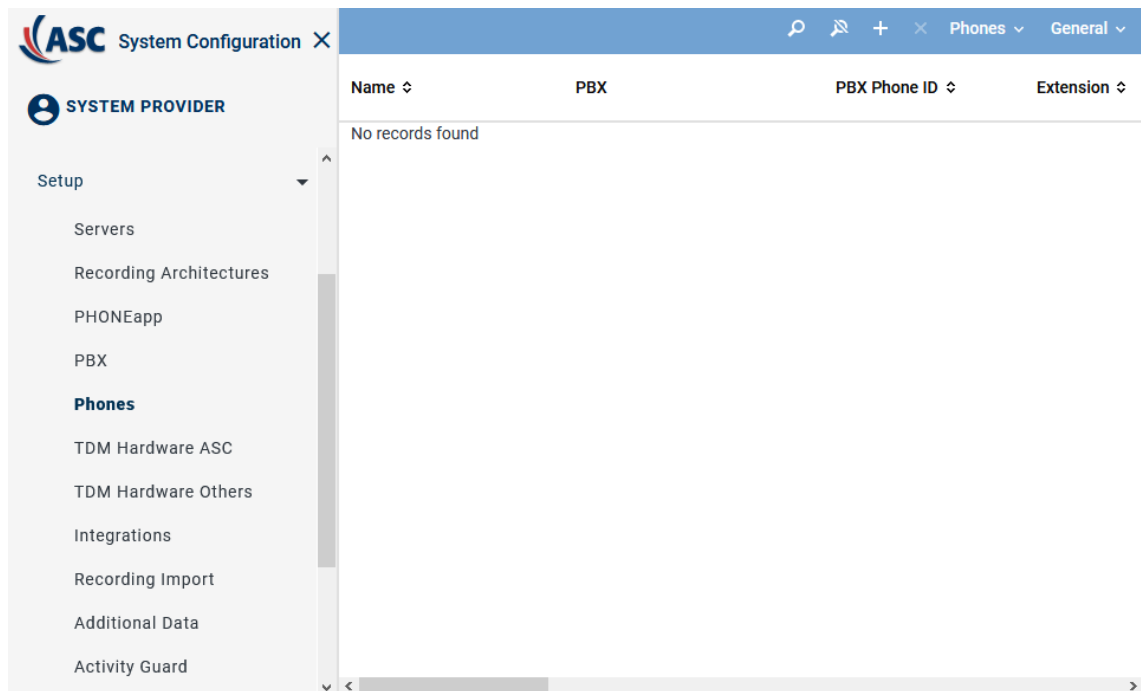 ASC System Configuration
SYSTEM PROVIDER
Setup
Servers
Recording Architectures
PHONEapp
PBX
Phones
TDM Hardware ASC
TDM Hardware Others
Integrations
Recording Import
Additional Data
Activity Guard
Phones General
Name PBX PBX Phone ID Extension
No records found